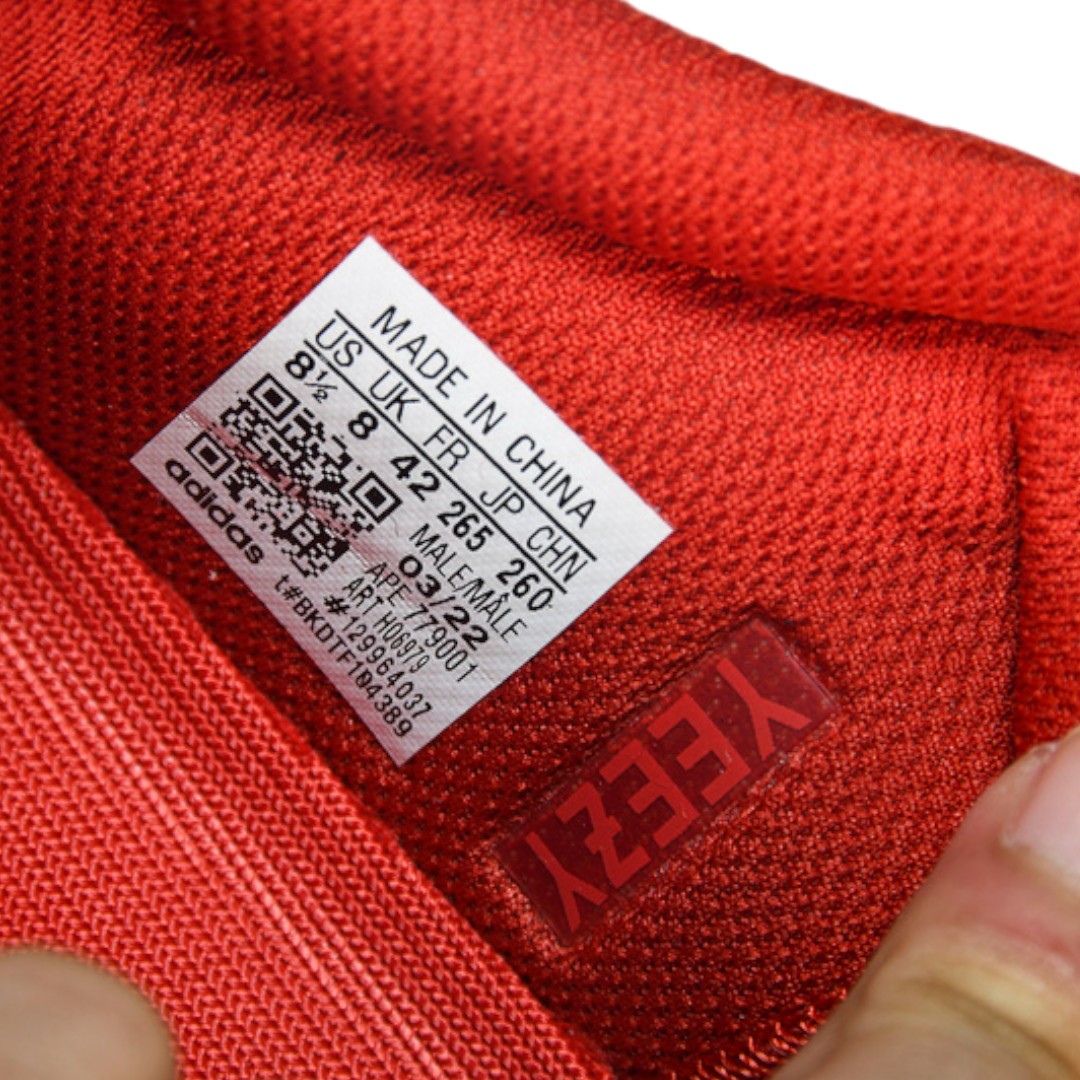 MADE IN CHINA
US UK FR JP CHN
8½ 8 42 265 260
MALE/MÂLE
03/22
APE 779001
ART H06979
#129964037
t#BKDTF104389
adidas
YEEZY